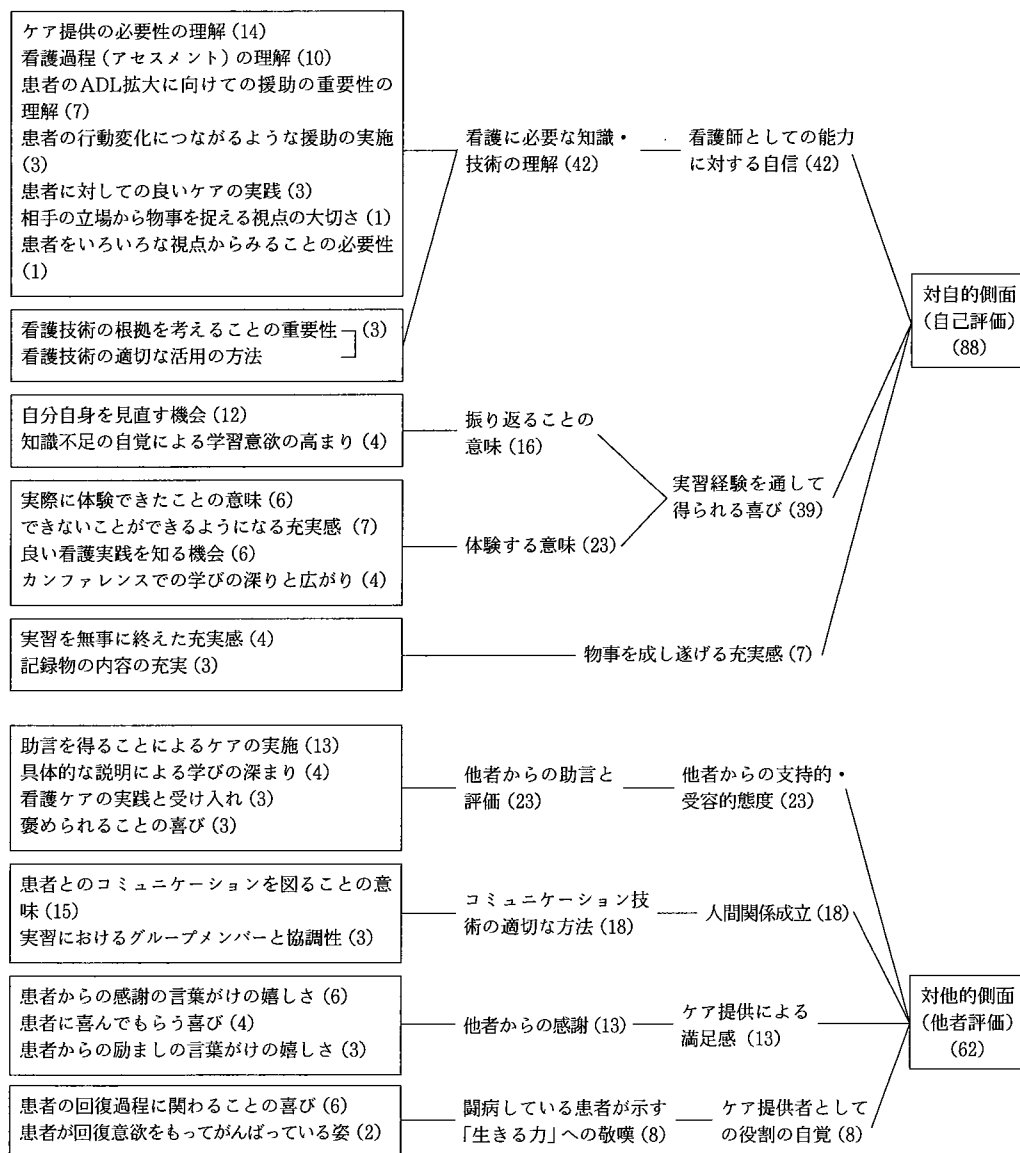 ケア提供の必要性の理解 (14)
看護過程 (アセスメント) の理解 (10)
患者のADL拡大に向けての援助の重要性の
理解 (7)
患者の行動変化につながるような援助の実施
(3)
患者に対しての良いケアの実践 (3)
相手の立場から物事を捉える視点の大切さ (1)
患者をいろいろな視点からみることの必要性
(1)
看護技術の根拠を考えることの重要性 (3)
看護技術の適切な活用の方法
看護に必要な知識・
技術の理解 (42)
看護師としての能力
に対する自信 (42)
自分自身を見直す機会 (12)
知識不足の自覚による学習意欲の高まり (4)
振り返ることの
意味 (16)
実際に体験できたことの意味 (6)
できないことができるようになる充実感 (7)
良い看護実践を知る機会 (6)
カンファレンスでの学びの深りと広がり (4)
体験する意味 (23)
実習経験を通して
得られる喜び (39)
実習を無事に終えた充実感 (4)
記録物の内容の充実 (3)
物事を成し遂げる充実感 (7)
対自的側面
(自己評価)
(88)
助言を得ることによるケアの実施 (13)
具体的な説明による学びの深まり (4)
看護ケアの実践と受け入れ (3)
褒められることの喜び (3)
他者からの助言と
評価 (23)
他者からの支持的・
受容的態度 (23)
患者とのコミュニケーションを図ることの意
味 (15)
実習におけるグループメンバーと協調性 (3)
コミュニケーション技
術の適切な方法 (18)
人間関係成立 (18)
患者からの感謝の言葉がけの嬉しさ (6)
患者に喜んでもらう喜び (4)
患者からの励ましの言葉がけの嬉しさ (3)
他者からの感謝 (13)
ケア提供による
満足感 (13)
患者の回復過程に関わることの喜び (6)
患者が回復意欲をもってがんばっている姿 (2)
闘病している患者が示す
「生きる力」への敬嘆 (8)
ケア提供者として
の役割の自覚 (8)
対他的側面
(他者評価)
(62)